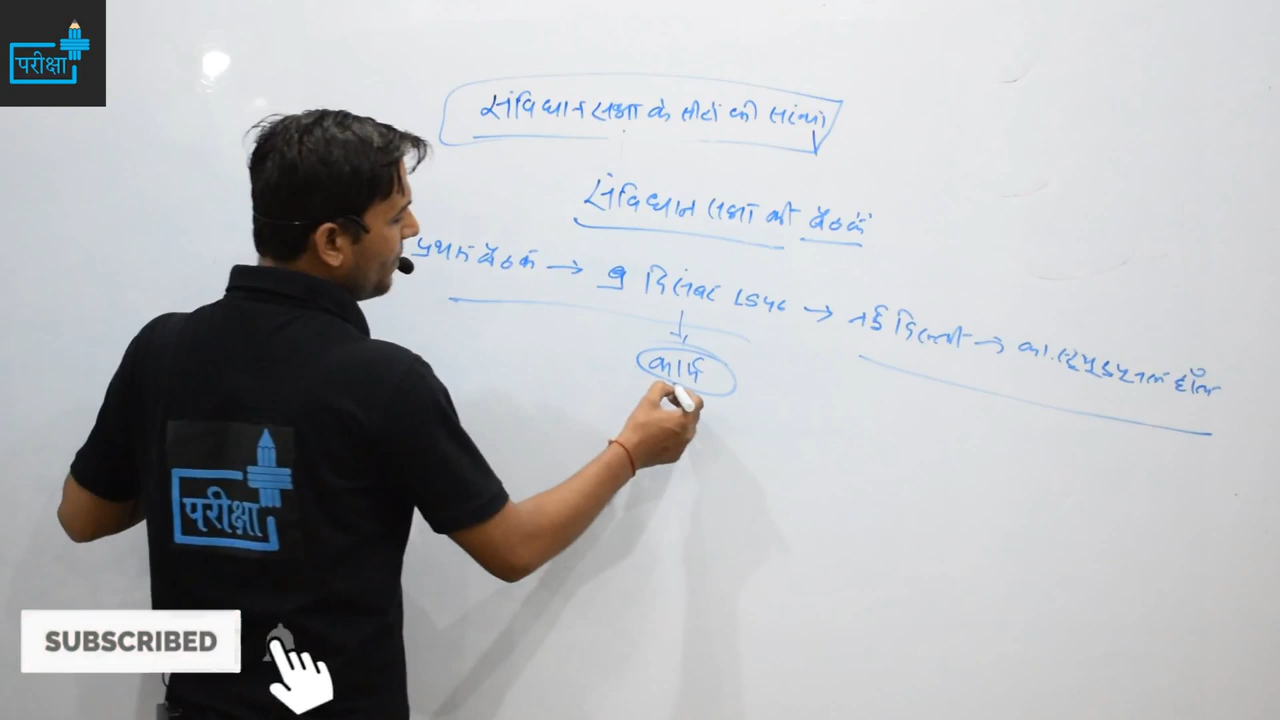 परीक्षा
संविधान सभा के सीटों की संख्या
संविधान सभा की बैठकें
प्रथम बैठक → 9 दिसंबर 1946 → नई दिल्ली →
कार्य
परीक्षा
SUBSCRIBED